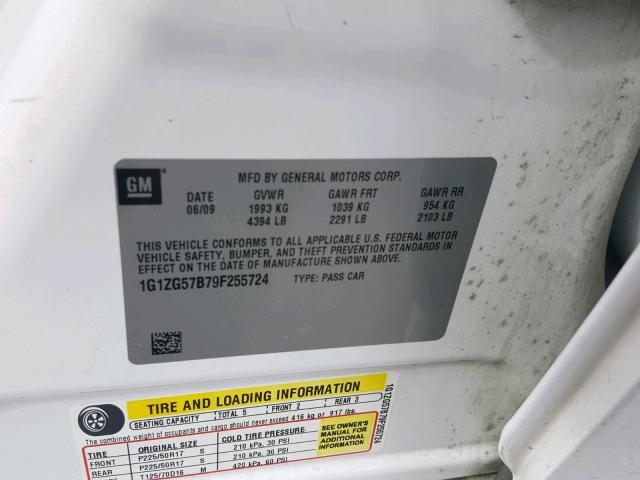 GM
MFD BY GENERAL MOTORS CORP.
DATE GVWR GAWR FRT GAWR RR
06/09 1993 KG 1039 KG 954 KG
4394 LB 2291 LB 2103 LB
THIS VEHICLE CONFORMS TO ALL APPLICABLE U.S. FEDERAL MOTOR
VEHICLE SAFETY, BUMPER, AND THEFT PREVENTION STANDARDS IN
EFFECT ON THE DATE OF MANUFACTURE SHOWN ABOVE.
1G1ZG57B79F255724 TYPE: PASS CAR
TIRE AND LOADING INFORMATION
SEATING CAPACITY TOTAL 5 FRONT 2 REAR 3
The combined weight of occupants and cargo should never exceed 416 kg or 917 lbs.
TIRE ORIGINAL SIZE COLD TIRE PRESSURE
FRONT P225/50R17 S 210 kPa, 30 PSI
REAR P225/50R17 S 210 kPa, 30 PSI
T125/70D16 M 420 kPa, 60 PSI
SEE OWNER'S
MANUAL FOR
ADDITIONAL
INFORMATION
1G1ZG57B79F255724